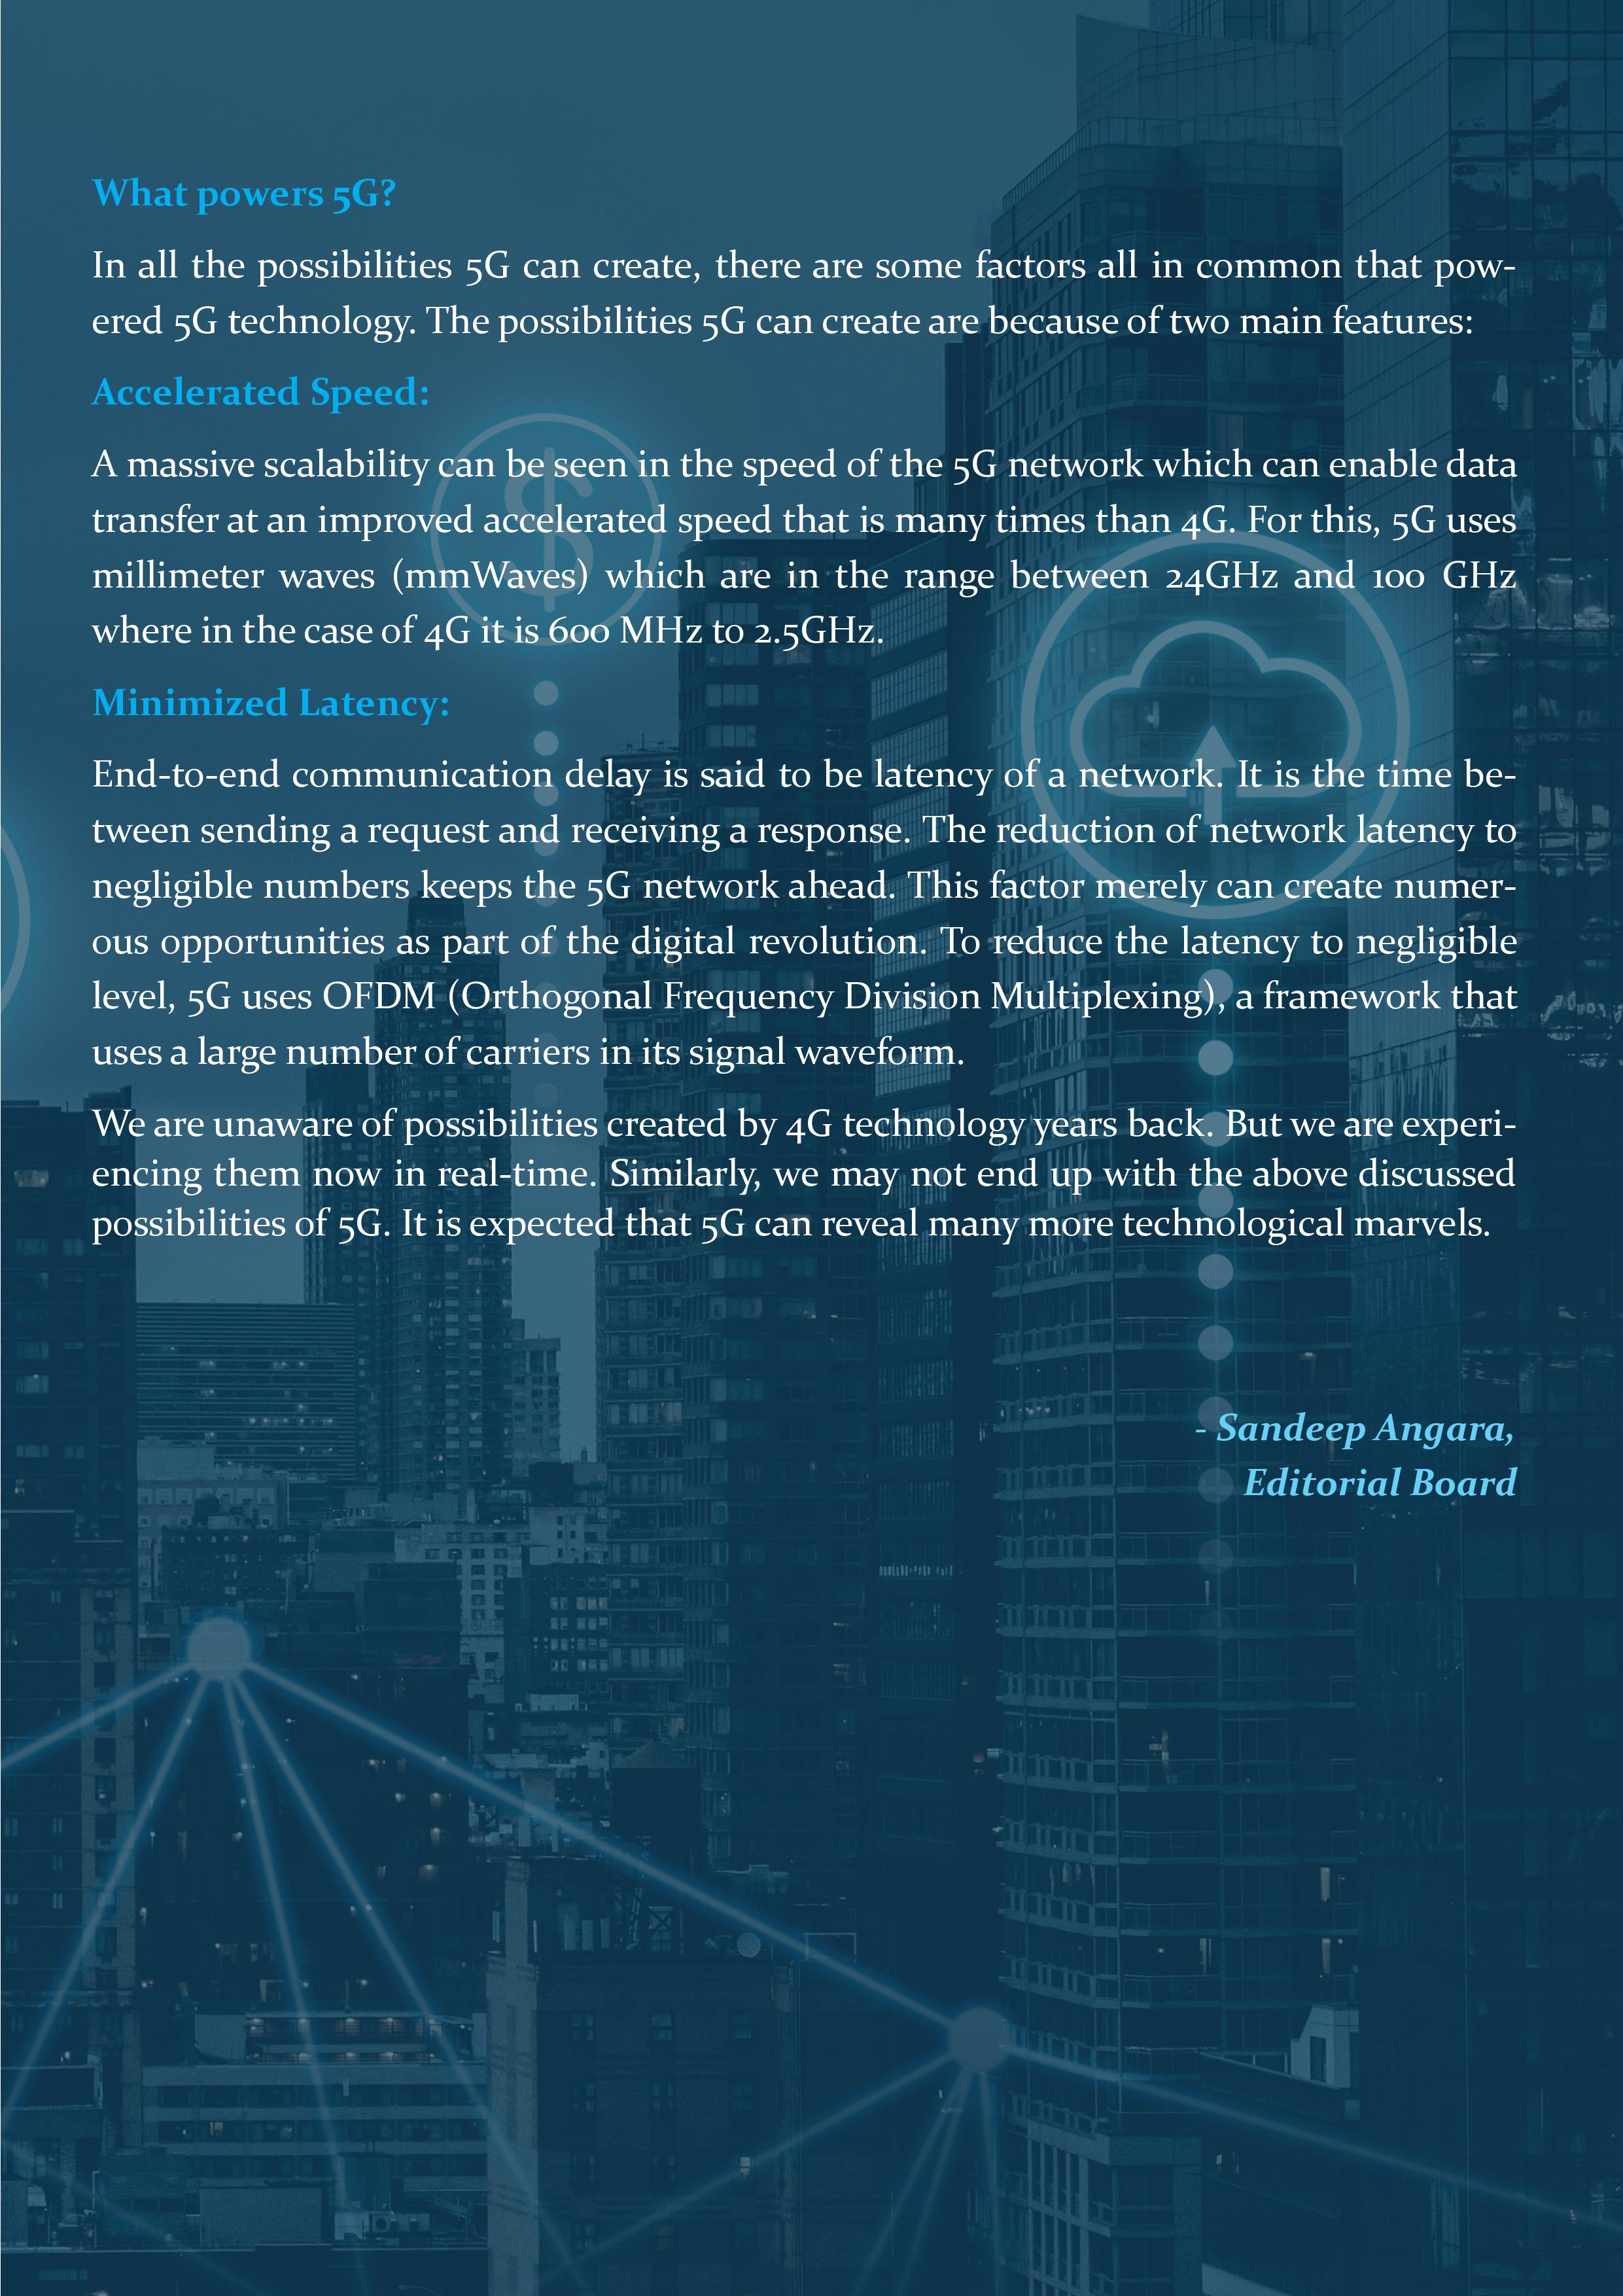 What powers 5G?
In all the possibilities 5G can create, there are some factors all in common that pow-
ered 5G technology. The possibilities 5G can create are because of two main features:
Accelerated Speed:
A massive scalability can be seen in the speed of the 5G network which can enable data
transfer at an improved accelerated speed that is many times than 4G. For this, 5G uses
millimeter waves (mmWaves) which are in the range between 24GHz and 100 GHz
where in the case of 4G it is 600 MHz to 2.5GHz.
Minimized Latency:
End-to-end communication delay is said to be latency of a network. It is the time be-
tween sending a request and receiving a response. The reduction of network latency to
negligible numbers keeps the 5G network ahead. This factor merely can create numer-
ous opportunities as part of the digital revolution. To reduce the latency to negligible
level, 5G uses OFDM (Orthogonal Frequency Division Multiplexing), a framework that
uses a large number of carriers in its signal waveform.
We are unaware of possibilities created by 4G technology years back. But we are experi-
encing them now in real-time. Similarly, we may not end up with the above discussed
possibilities of 5G. It is expected that 5G can reveal many more technological marvels.
- Sandeep Angara,
Editorial Board